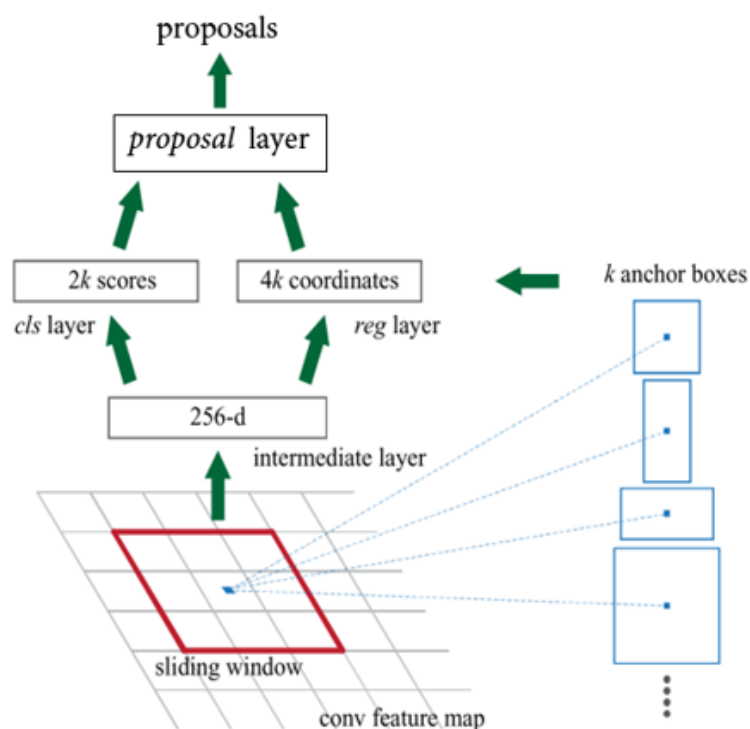 proposals
proposal layer
2k scores
4k coordinates
k anchor boxes
cls layer
reg layer
256-d
intermediate layer
sliding window
conv feature map